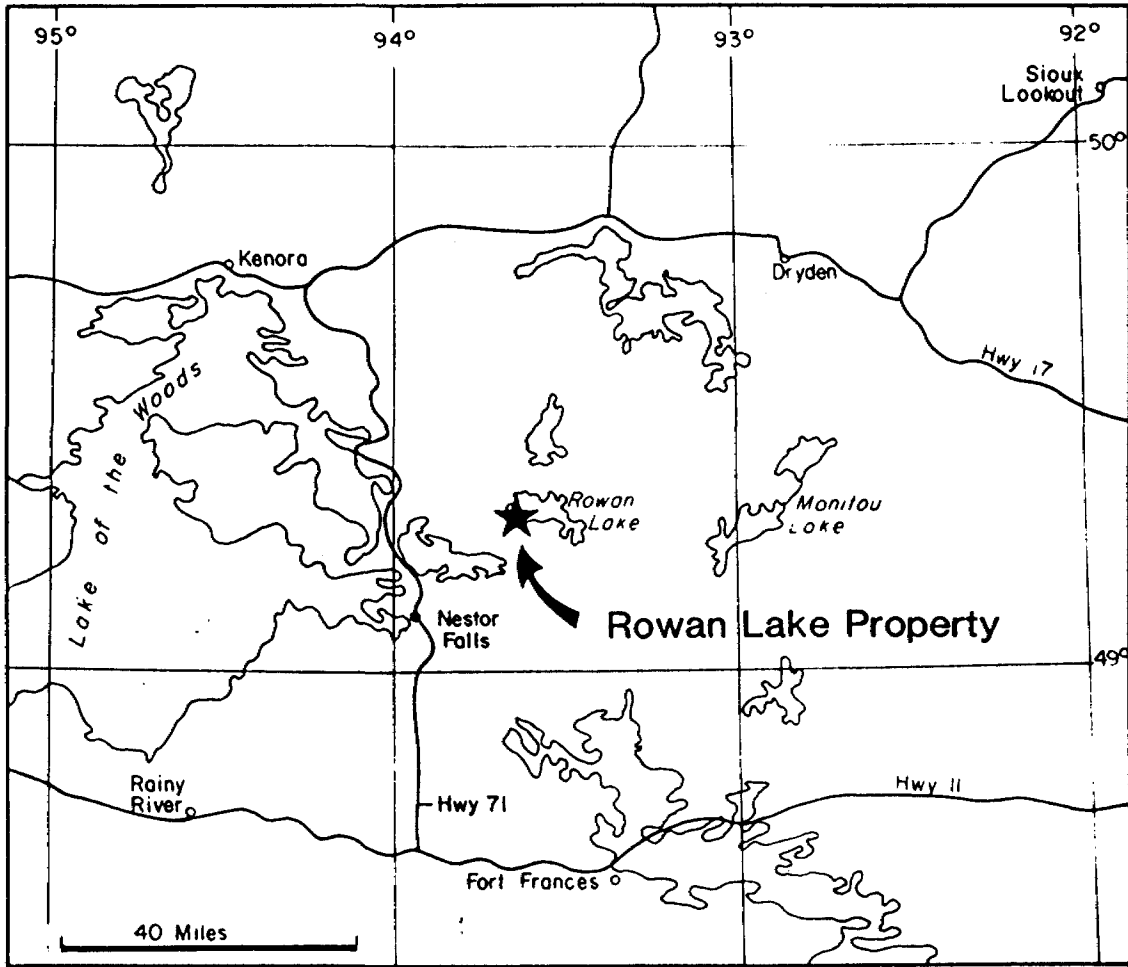 95°
94°
93°
92°
Sioux
Lookout
50°
Kenora
Dryden
Hwy 17
Lake of the Woods
Rowan
Lake
Manitou
Lake
Nestor
Falls
Rowan Lake Property
49°
Rainy
River
Hwy 71
Hwy 11
Fort Frances
40 Miles